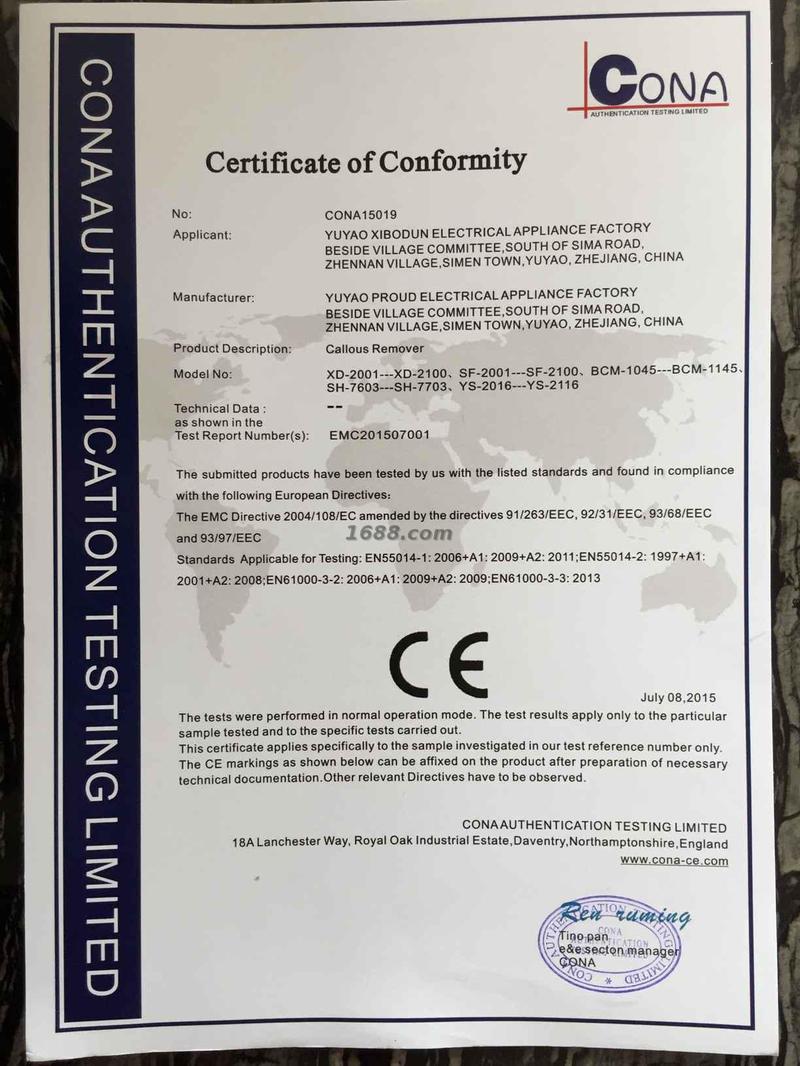 CONA AUTHENTICATION TESTING LIMITED
CONA
AUTHENTICATION TESTING LIMITED
Certificate of Conformity
No: CONA15019
Applicant: YUYAO XIBODUN ELECTRICAL APPLIANCE FACTORY
BESIDE VILLAGE COMMITTEE,SOUTH OF SIMA ROAD,
ZHENNAN VILLAGE,SIMEN TOWN,YUYAO, ZHEJIANG, CHINA
Manufacturer: YUYAO PROUD ELECTRICAL APPLIANCE FACTORY
BESIDE VILLAGE COMMITTEE,SOUTH OF SIMA ROAD,
ZHENNAN VILLAGE,SIMEN TOWN,YUYAO, ZHEJIANG, CHINA
Product Description: Callous Remover
Model No: XD-2001---XD-2100、SF-2001---SF-2100、BCM-1045---BCM-1145、
SH-7603---SH-7703、YS-2016---YS-2116
Technical Data : --
as shown in the
Test Report Number(s): EMC201507001
The submitted products have been tested by us with the listed standards and found in compliance
with the following European Directives:
The EMC Directive 2004/108/EC amended by the directives 91/263/EEC, 92/31/EEC, 93/68/EEC
and 93/97/EEC
1688.com
Standards Applicable for Testing: EN55014-1: 2006+A1: 2009+A2: 2011;EN55014-2: 1997+A1:
2001+A2: 2008;EN61000-3-2: 2006+A1: 2009+A2: 2009;EN61000-3-3: 2013
CE
July 08,2015
The tests were performed in normal operation mode. The test results apply only to the particular
sample tested and to the specific tests carried out.
This certificate applies specifically to the sample investigated in our test reference number only.
The CE markings as shown below can be affixed on the product after preparation of necessary
technical documentation.Other relevant Directives have to be observed.
CONA AUTHENTICATION TESTING LIMITED
18A Lanchester Way, Royal Oak Industrial Estate,Daventry,Northamptonshire,England
www.cona-ce.com
Ren ruming
Tino pan
e&e secton manager
CONA
CONA AUTHENTICATION TESTING LIMITED
CONA
AUTHENTICATION
TESTING LIMITED